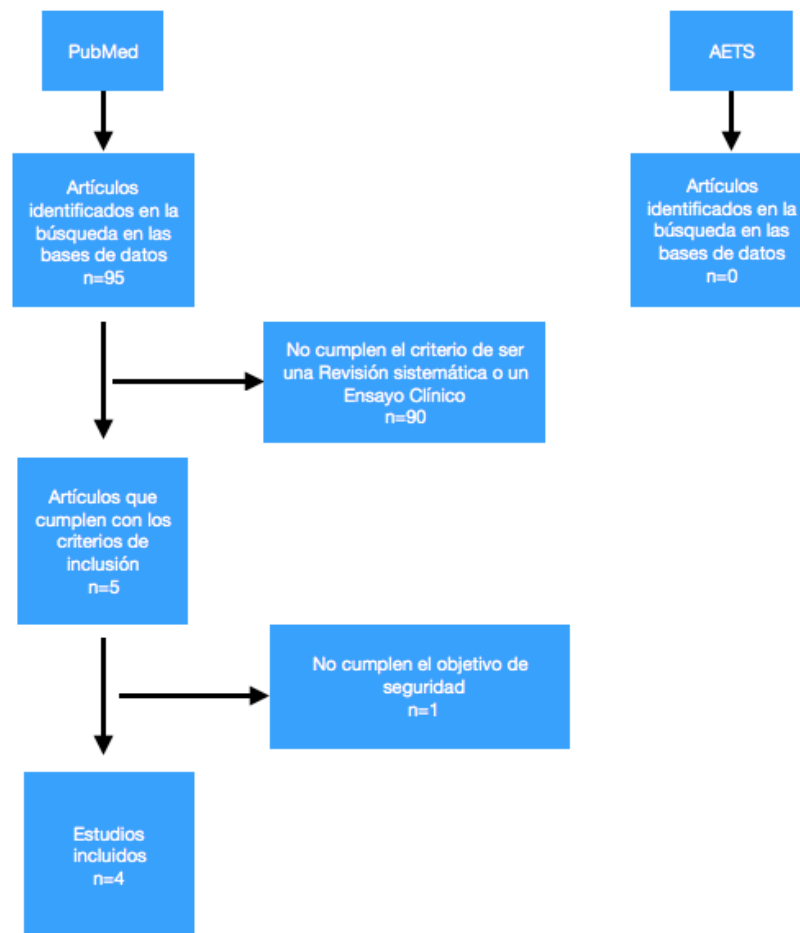 PubMed
AETS
Artículos
identificados en la
búsqueda en las
bases de datos
n=95
Artículos
identificados en la
búsqueda en las
bases de datos
n=0
No cumplen el criterio de ser
una Revisión sistemática o un
Ensayo Clínico
n=90
Artículos que
cumplen con los
criterios de
inclusión
n=5
No cumplen el objetivo de
seguridad
n=1
Estudios
incluidos
n=4